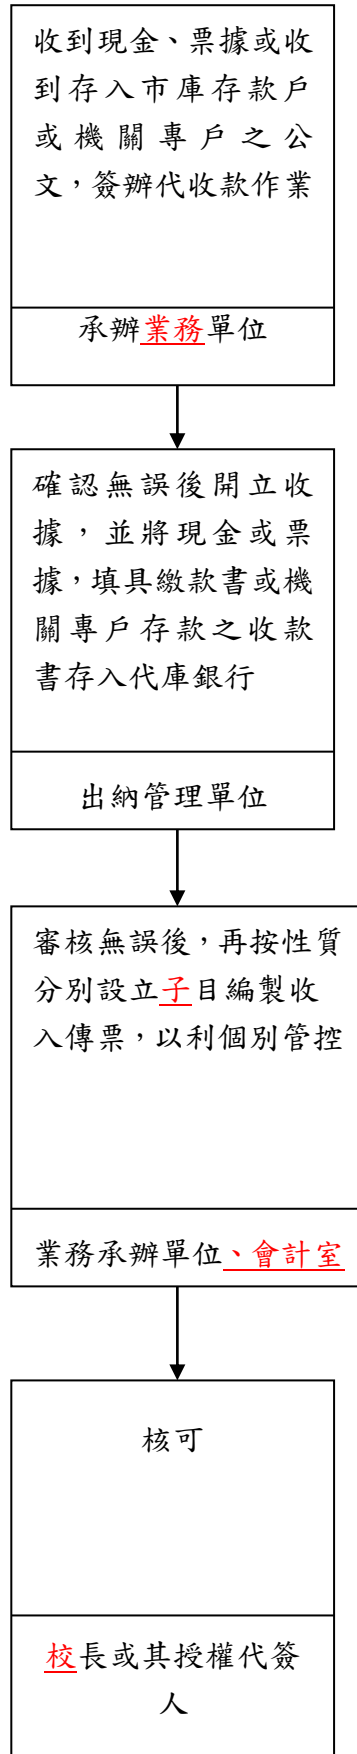 收到現金、票據或收
到存入市庫存款戶
或機關專戶之公
文，簽辦代收款作業
承辦業務單位
確認無誤後開立收
據，並將現金或票
據，填具繳款書或機
關專戶存款之收款
書存入代庫銀行
出納管理單位
審核無誤後，再按性質
分別設立子目編製收
入傳票，以利個別管控
業務承辦單位、會計室
核可
校長或其授權代簽
人